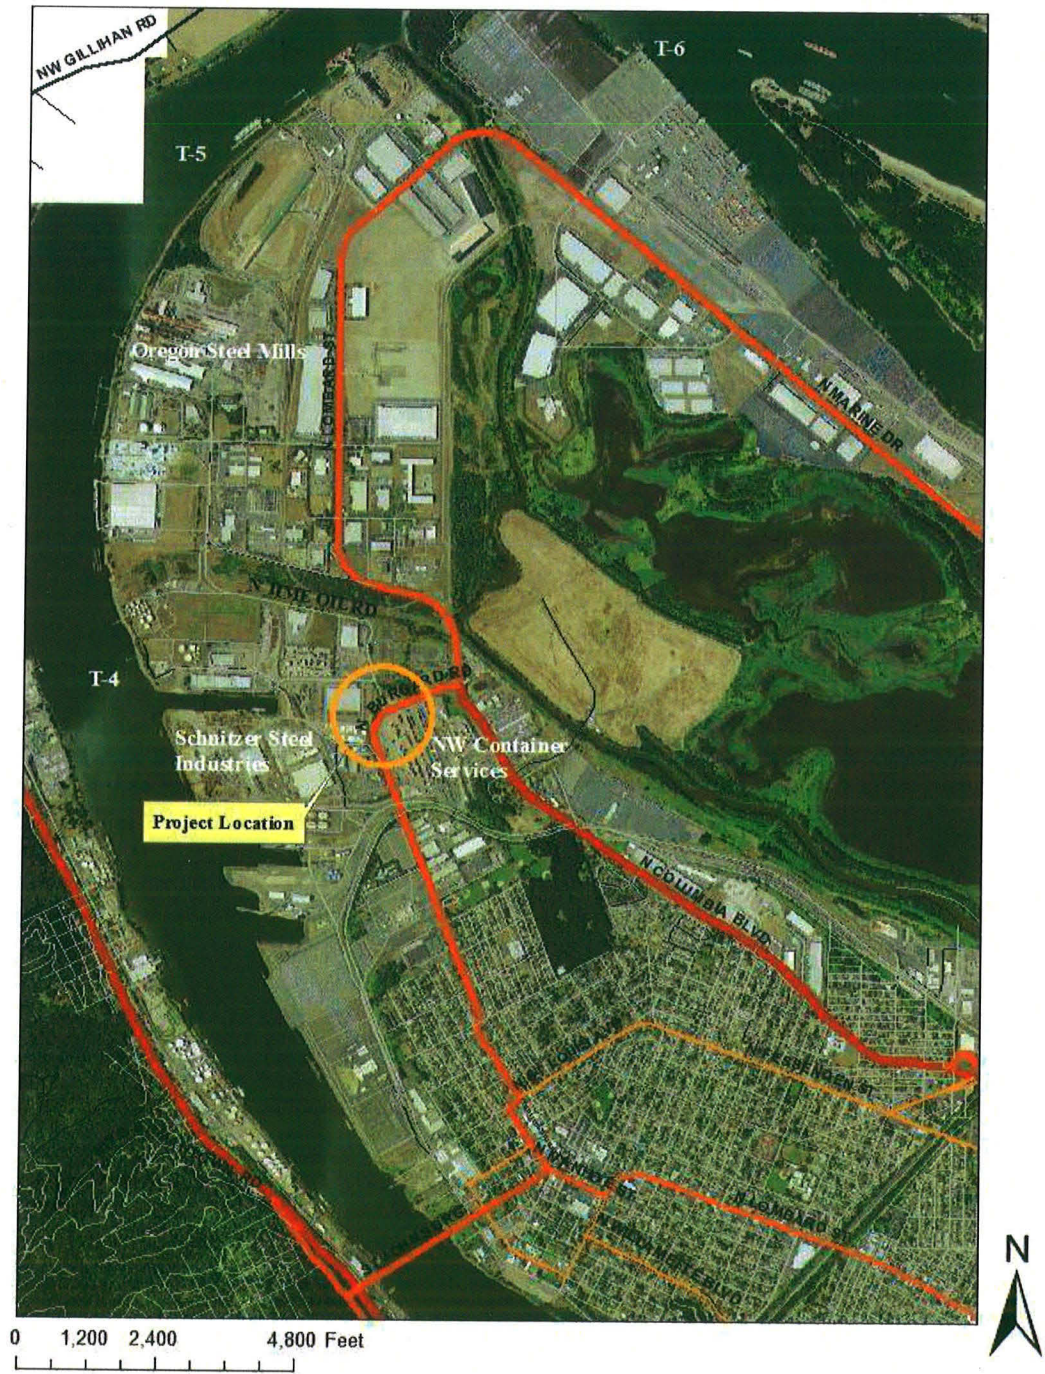 NW GILLIHAN RD
T-6
T-5
Oregon Steel Mills
LOMBARD ST
N MARINE DR
N TIME OIL RD
T-4
N BURGARD RD
Schnitzer Steel
Industries
NW Container
Services
Project Location
N COLUMBIA BLVD
N LOMBARD
N
0 1,200 2,400 4,800 Feet